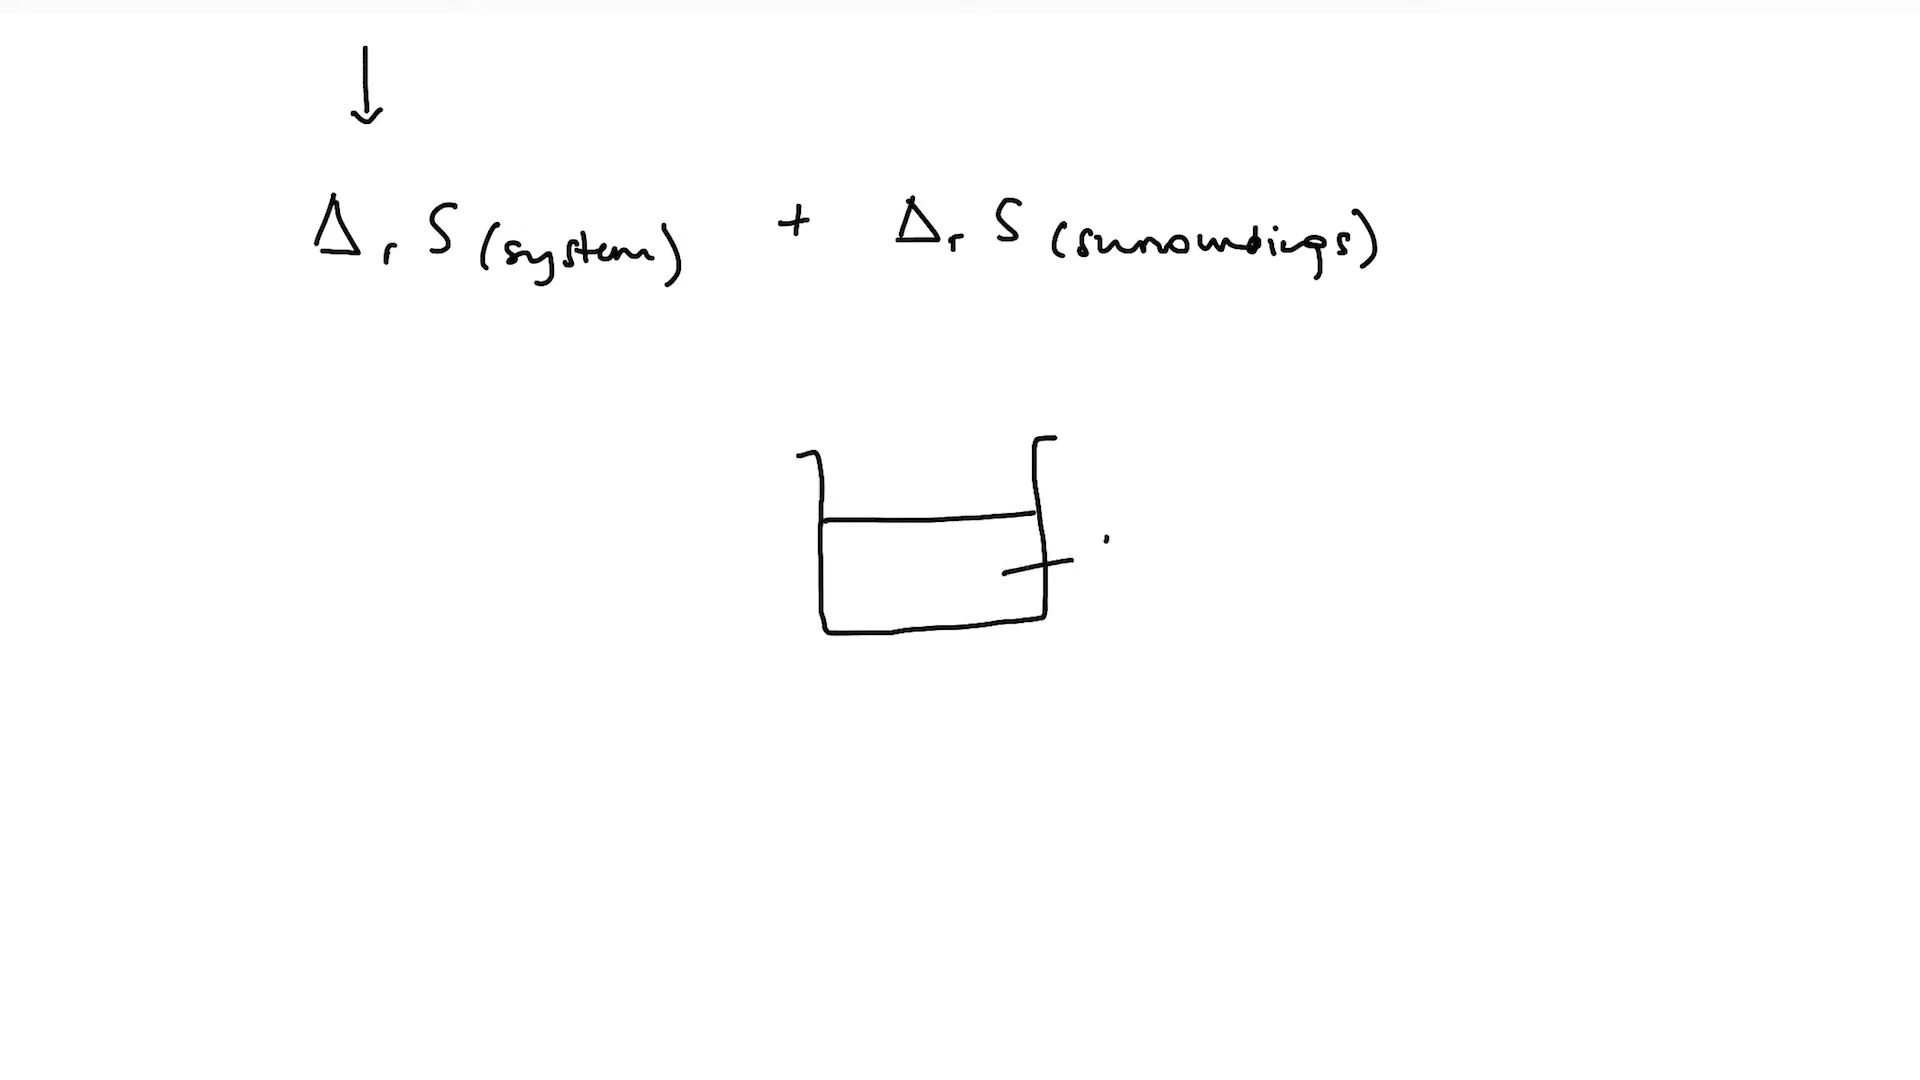 Δr S (system) + Δr S (surroundings)